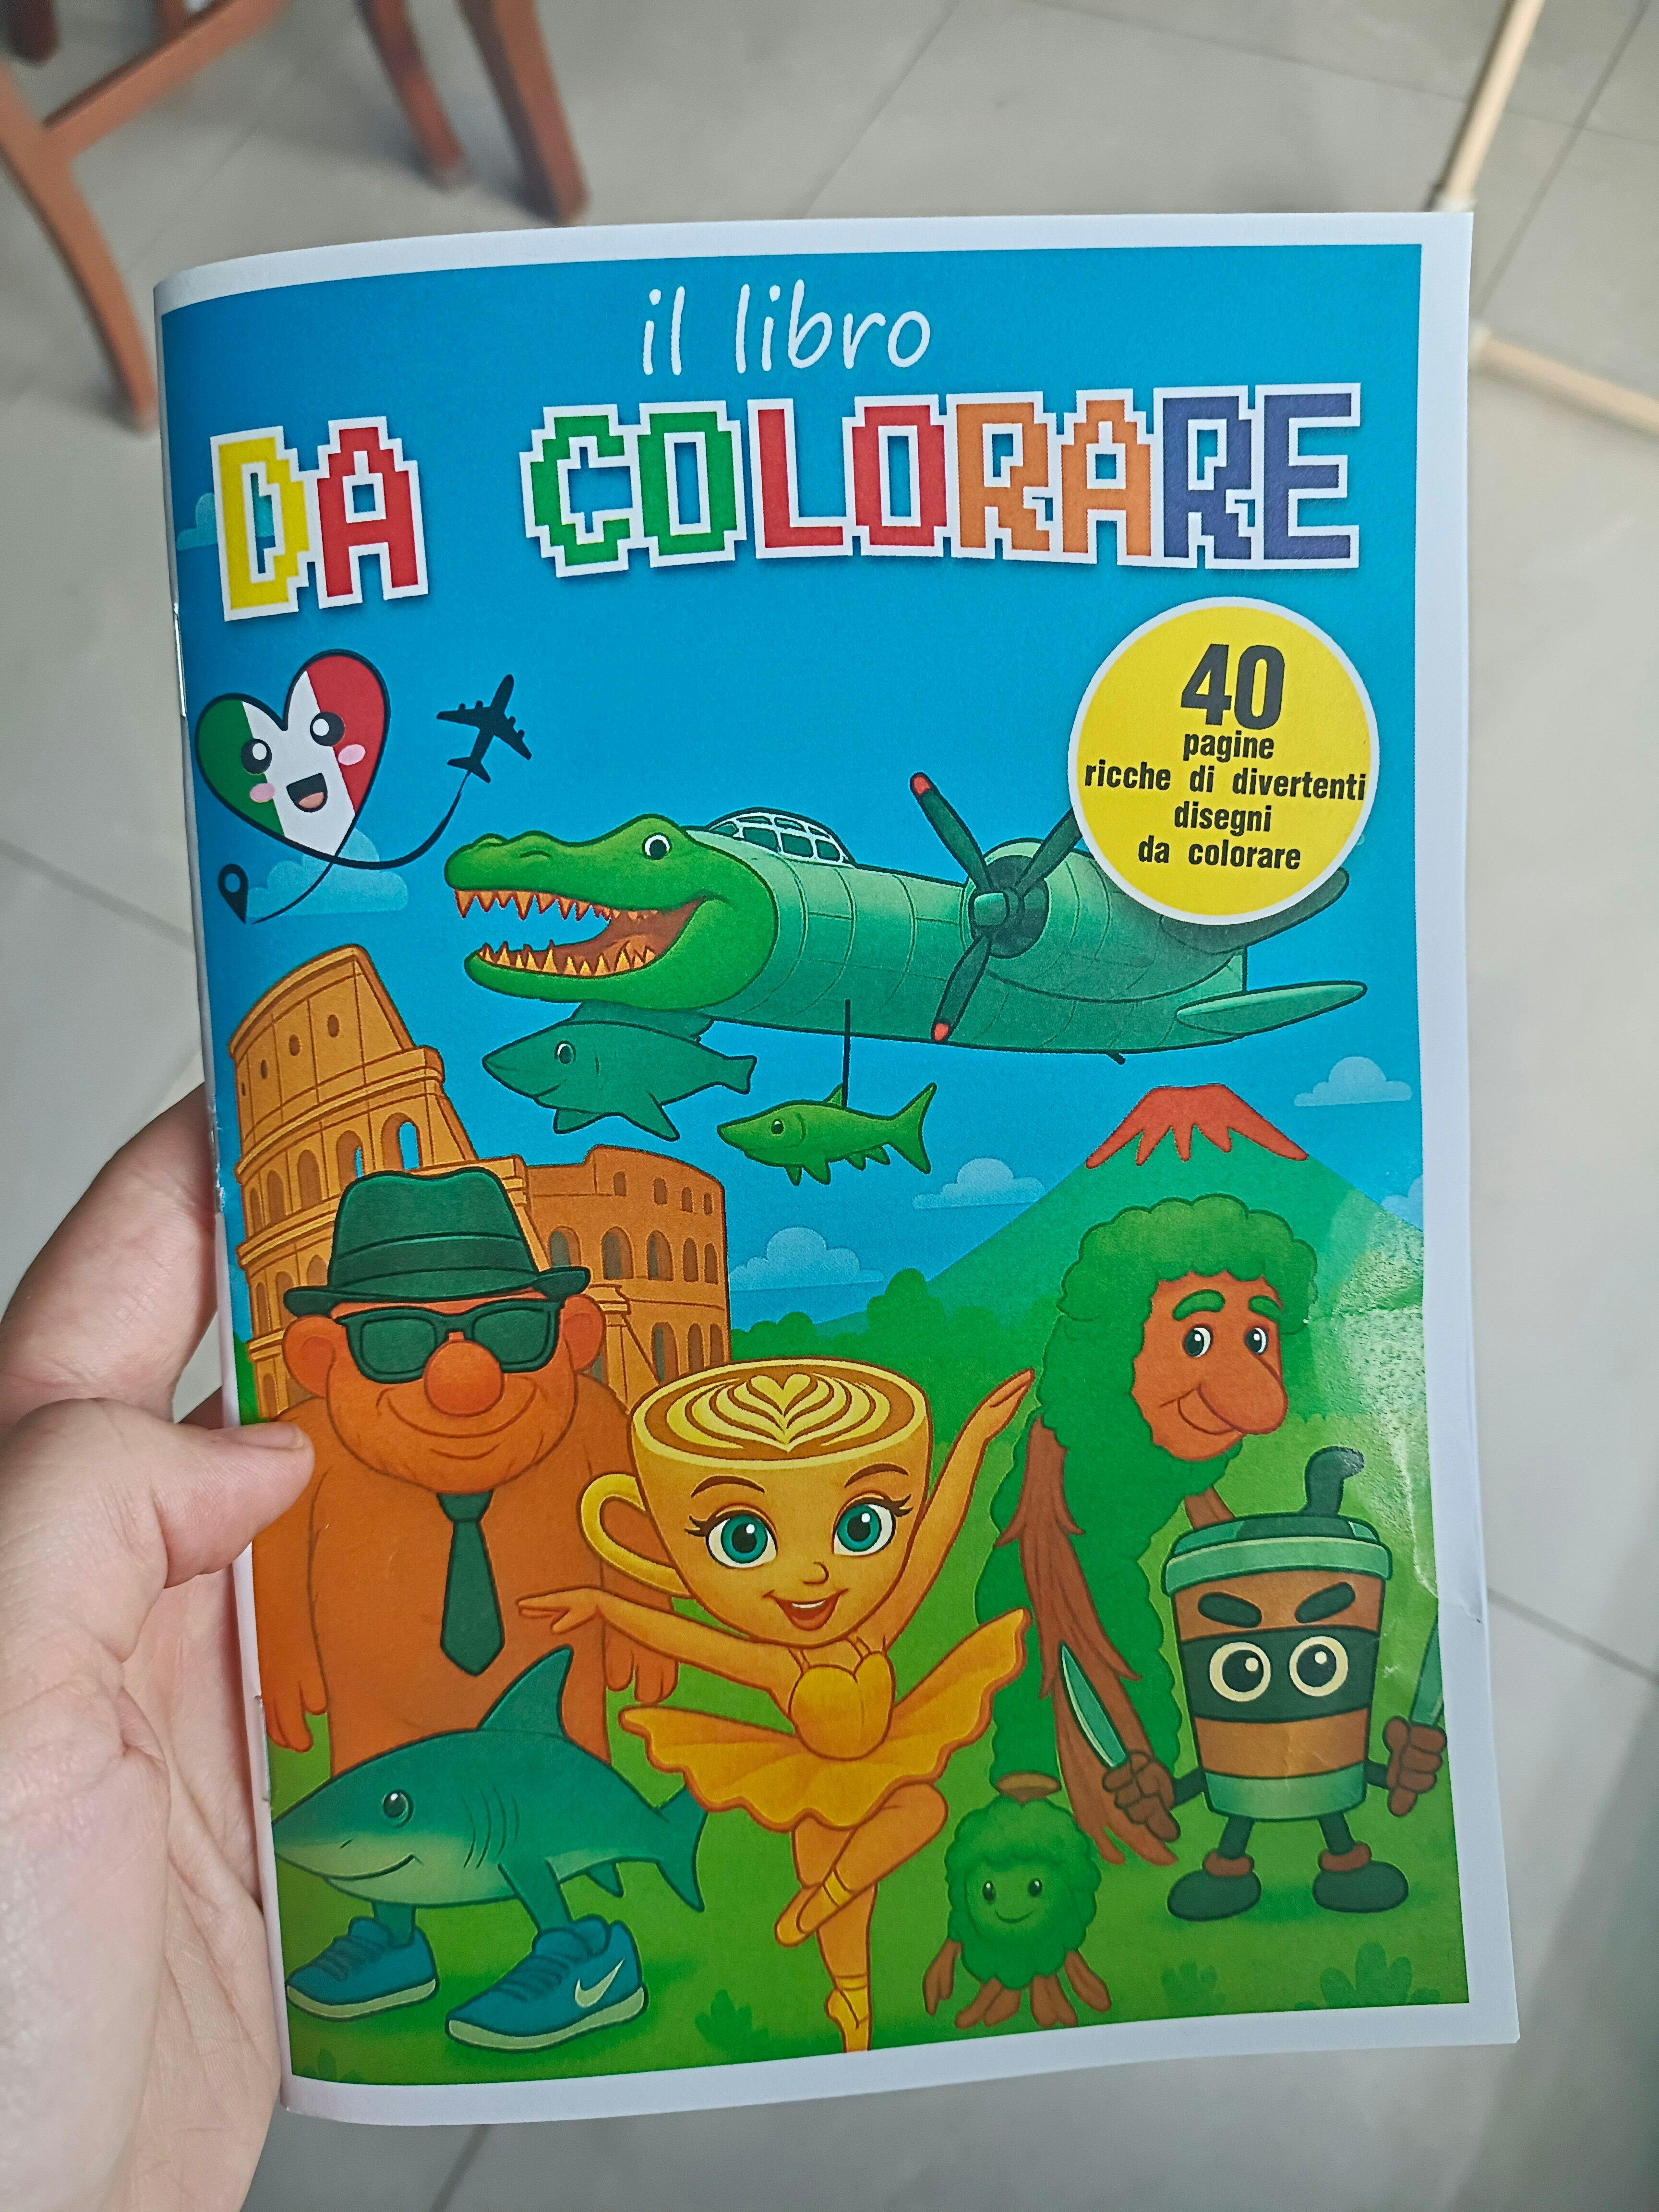 il libro
DA COLORARE
40
pagine
ricche di divertenti
disegni
da colorare